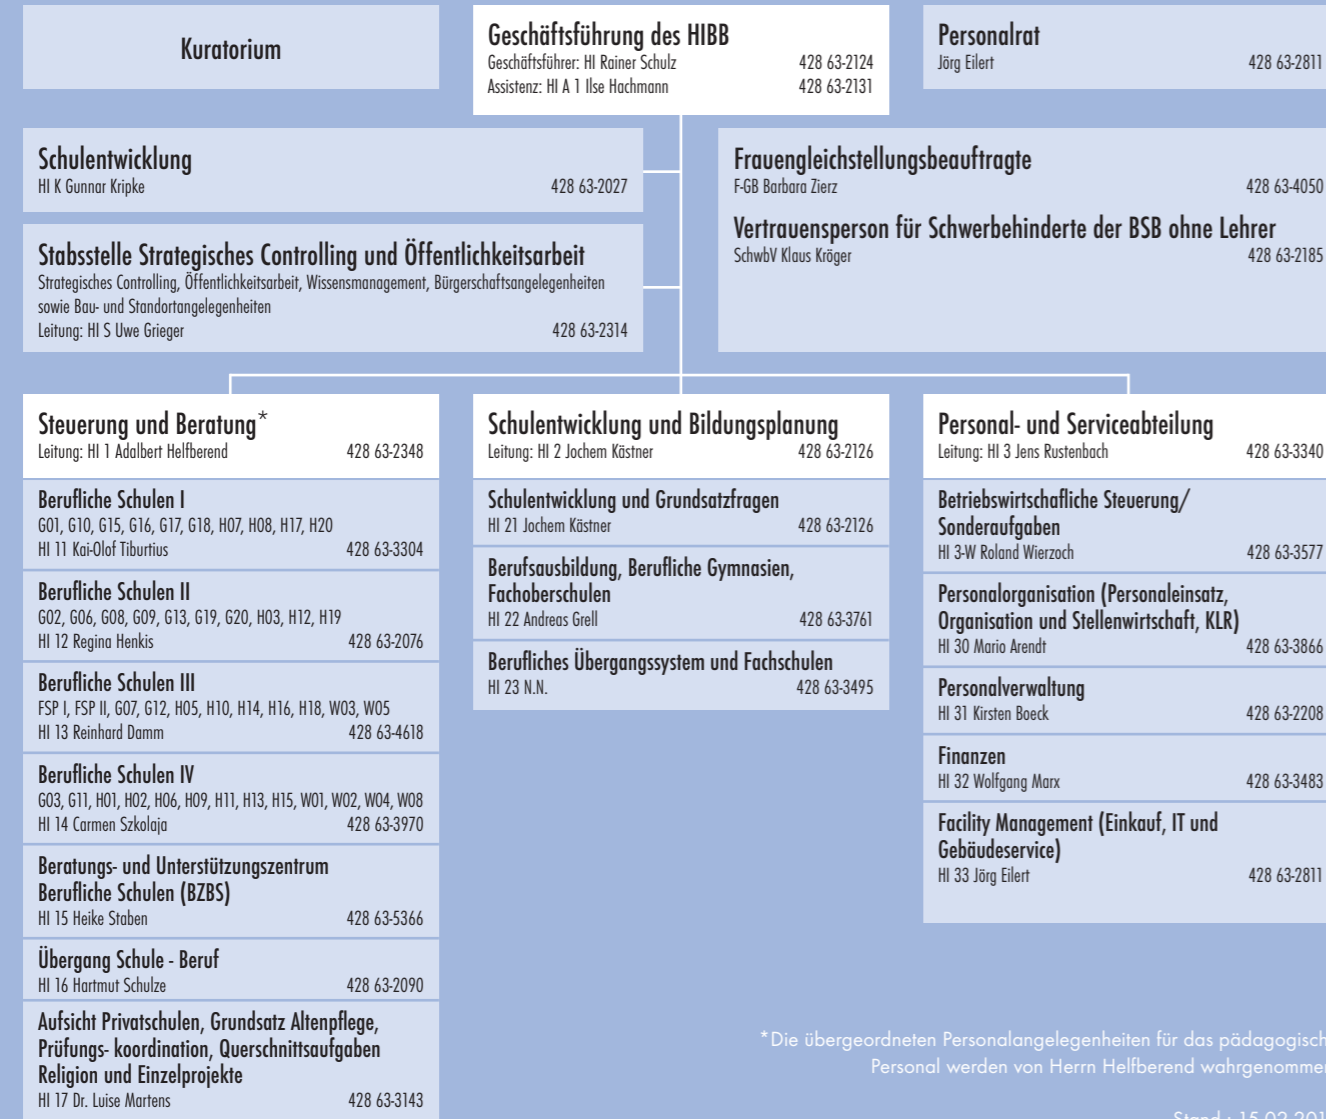 Kuratorium
Geschäftsführung des HIBB
Geschäftsführer: HI Rainer Schulz 428 63-2124
Assistenz: HI A 1 Ilse Hachmann 428 63-2131
Personalrat
Jörg Eilert 428 63-2811
Schulentwicklung
HI K Gunnar Kripke 428 63-2027
Stabsstelle Strategisches Controlling und Öffentlichkeitsarbeit
Strategisches Controlling, Öffentlichkeitsarbeit, Wissensmanagement, Bürgerschaftsangelegenheiten
sowie Bau- und Standortangelegenheiten
Leitung: HI S Uwe Grieger 428 63-2314
Frauengleichstellungsbeauftragte
F-GB Barbara Zierz 428 63-4050
Vertrauensperson für Schwerbehinderte der BSB ohne Lehrer
SchwbV Klaus Kröger 428 63-2185
Steuerung und Beratung*
Leitung: HI 1 Adalbert Helfberend 428 63-2348
Berufliche Schulen I
G01, G10, G15, G16, G17, G18, H07, H08, H17, H20
HI 11 Kai-Olof Tiburtius 428 63-3304
Berufliche Schulen II
G02, G06, G08, G09, G13, G19, G20, H03, H12, H19
HI 12 Regina Henkis 428 63-2076
Berufliche Schulen III
FSP I, FSP II, G07, G12, H05, H10, H14, H16, H18, W03, W05
HI 13 Reinhard Damm 428 63-4618
Berufliche Schulen IV
G03, G11, H01, H02, H06, H09, H11, H13, H15, W01, W02, W04, W08
HI 14 Carmen Szkolaja 428 63-3970
Beratungs- und Unterstützungszentrum
Berufliche Schulen (BZBS)
HI 15 Heike Staben 428 63-5366
Übergang Schule - Beruf
HI 16 Hartmut Schulze 428 63-2090
Aufsicht Privatschulen, Grundsatz Altenpflege,
Prüfungs- koordination, Querschnittsaufgaben
Religion und Einzelprojekte
HI 17 Dr. Luise Martens 428 63-3143
Schulentwicklung und Bildungsplanung
Leitung: HI 2 Jochem Kästner 428 63-2126
Schulentwicklung und Grundsatzfragen
HI 21 Jochem Kästner 428 63-2126
Berufsausbildung, Berufliche Gymnasien,
Fachoberschulen
HI 22 Andreas Grell 428 63-3761
Berufliches Übergangssystem und Fachschulen
HI 23 N.N. 428 63-3495
Personal- und Serviceabteilung
Leitung: HI 3 Jens Rustenbach 428 63-3340
Betriebswirtschafliche Steuerung/
Sonderaufgaben
HI 3-W Roland Wierzoch 428 63-3577
Personalorganisation (Personaleinsatz,
Organisation und Stellenwirtschaft, KLR)
HI 30 Mario Arendt 428 63-3866
Personalverwaltung
HI 31 Kirsten Boeck 428 63-2208
Finanzen
HI 32 Wolfgang Marx 428 63-3483
Facility Management (Einkauf, IT und
Gebäudeservice)
HI 33 Jörg Eilert 428 63-2811
*Die übergeordneten Personalangelegenheiten für das pädagogisch
Personal werden von Herrn Helfberend wahrgenommen
Stand : 15.02.201